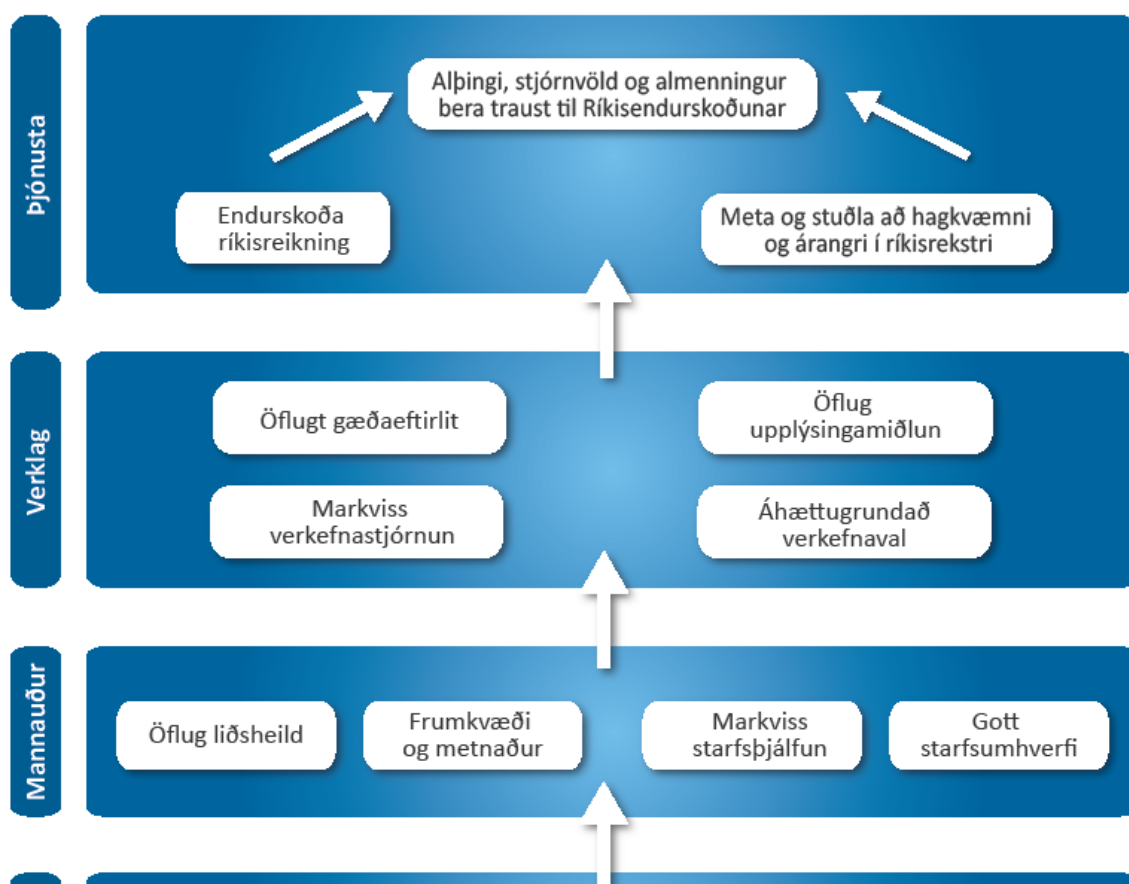 Þjónusta
Alþingi, stjórnvöld og almenningur
bera traust til Ríkisendurskoðunar
Endurskoða
ríkisreikning
Meta og stuðla að hagkvæmni
og árangri í ríkisrekstri
Verklag
Öflugt gæðaeftirlit
Öflug
upplýsingamiðlun
Markviss
verkefnastjórnun
Áhættugrundað
verkefnaval
Mannauður
Öflug liðsheild
Frumkvæði
og metnaður
Markviss
starfsþjálfun
Gott
starfsumhverfi